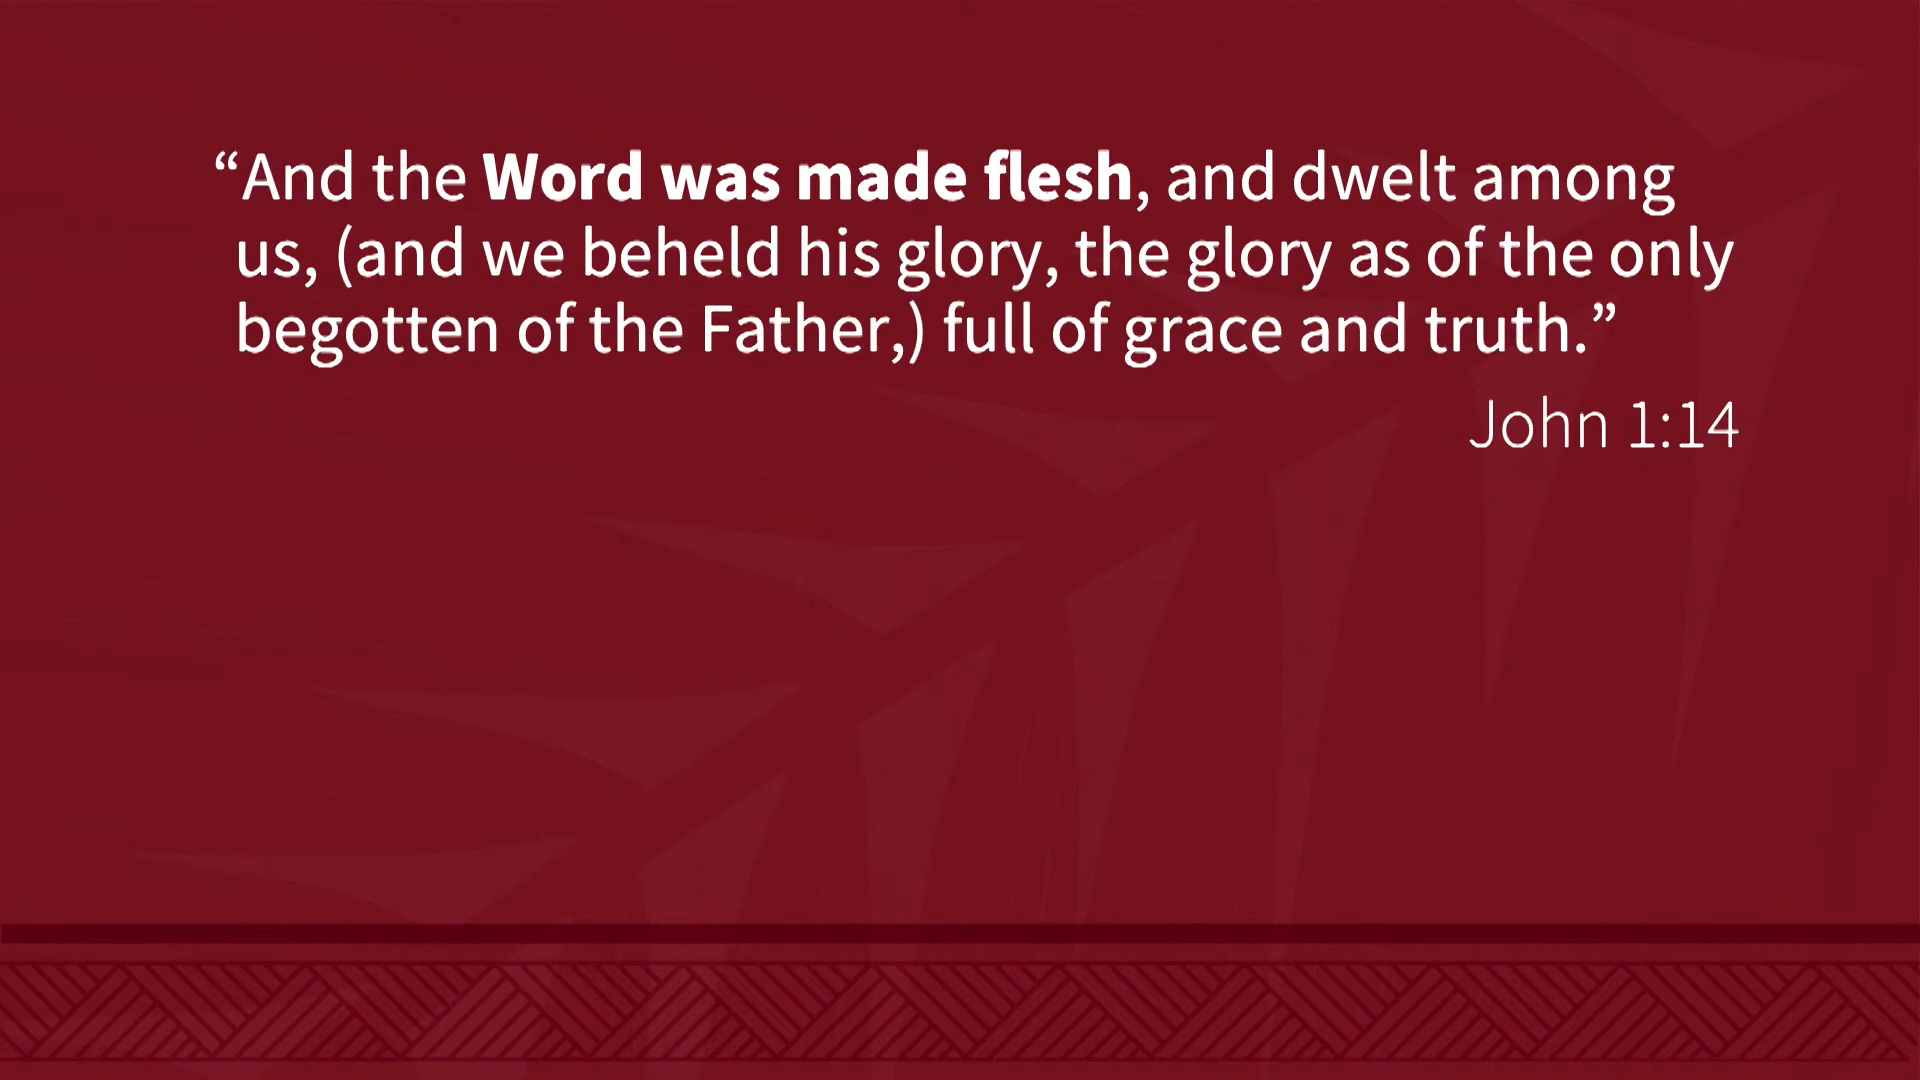 “And the Word was made flesh, and dwelt among
us, (and we beheld his glory, the glory as of the only
begotten of the Father,) full of grace and truth.”
John 1:14